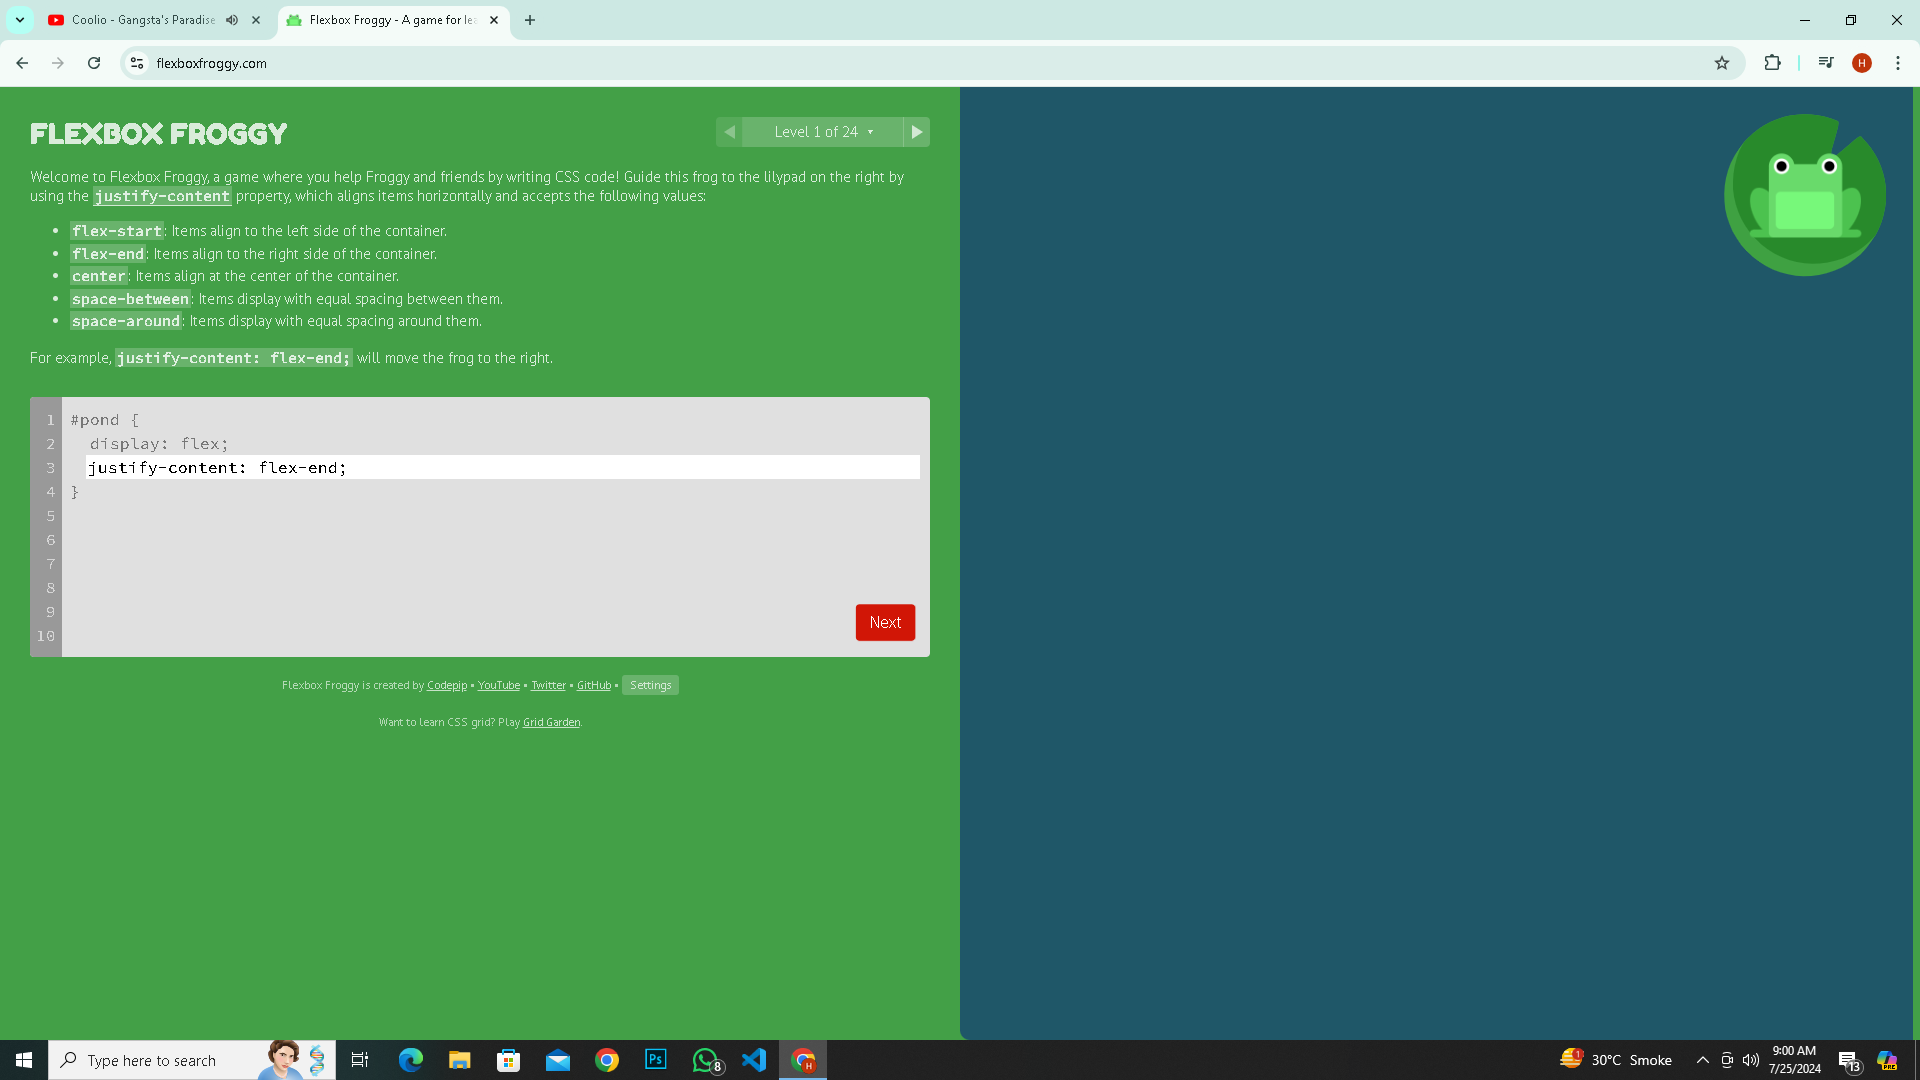 Coolio - Gangsta's Paradise
Flexbox Froggy - A game for lea
flexboxfroggy.com
H
FLEXBOX FROGGY
Level 1 of 24
Welcome to Flexbox Froggy, a game where you help Froggy and friends by writing CSS code! Guide this frog to the lilypad on the right by
using the justify-content property, which aligns items horizontally and accepts the following values:
flex-start: Items align to the left side of the container.
flex-end: Items align to the right side of the container.
center: Items align at the center of the container.
space-between: Items display with equal spacing between them.
space-around: Items display with equal spacing around them.
For example, justify-content: flex-end; will move the frog to the right.
1 #pond {
2 display: flex;
3 justify-content: flex-end;
4 }
5
6
7
8
9
10
Next
Flexbox Froggy is created by Codepip • YouTube • Twitter • GitHub • Settings
Want to learn CSS grid? Play Grid Garden.
Type here to search
Ps
8
H
1
30°C Smoke
9:00 AM
7/25/2024
13
PRE